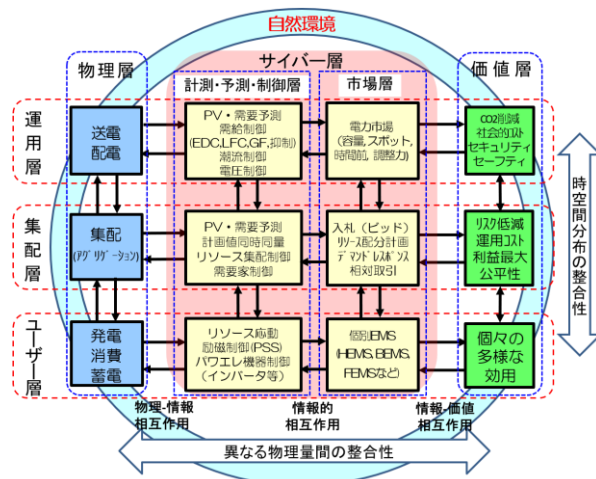 自然環境
サイバー層
物理層
計測・予測・制御層
市場層
価値層
運用層
送電
配電
PV・需要予測
需給制御
(EDC,LFC,GF,抑制)
潮流制御
電圧制御
電力市場
(容量,スポット,
時間前,調整力)
CO2削減
社会的コスト
セキュリティ
セーフティ
集配層
集配
(アグリゲーション)
PV・需要予測
計画値同時同量
リソース集配制御
需要家制御
入札(ビッド)
リソース配分計画
デマンドレスポンス
相対取引
リスク低減
運用コスト
利益最大
公平性
ユーザー層
発電
消費
蓄電
リソース応動
励磁制御(PSS)
パワエレ機器制御
(インバータ等)
個別EMS
(HEMS, BEMS,
FEMSなど)
個々の
多様な
効用
物理-情報
相互作用
情報的
相互作用
情報-価値
相互作用
異なる物理量間の整合性
時空間分布の整合性